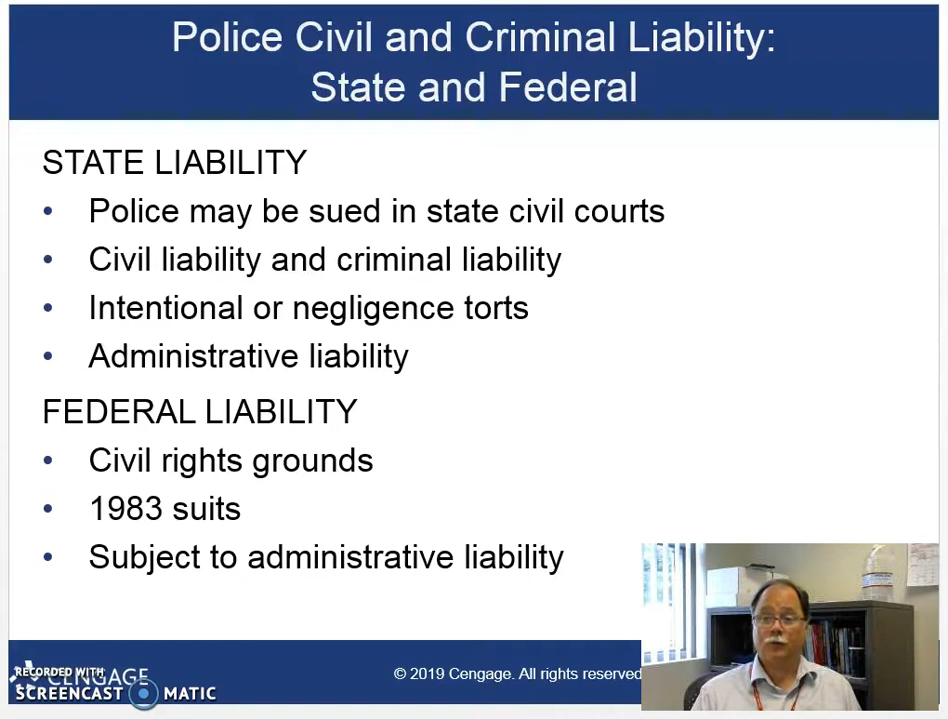 Police Civil and Criminal Liability:
State and Federal
STATE LIABILITY
• Police may be sued in state civil courts
• Civil liability and criminal liability
• Intentional or negligence torts
• Administrative liability
FEDERAL LIABILITY
• Civil rights grounds
• 1983 suits
• Subject to administrative liability
RECORDED WITH
CENGAGE
SCREENCAST MATIC
© 2019 Cengage. All rights reserved